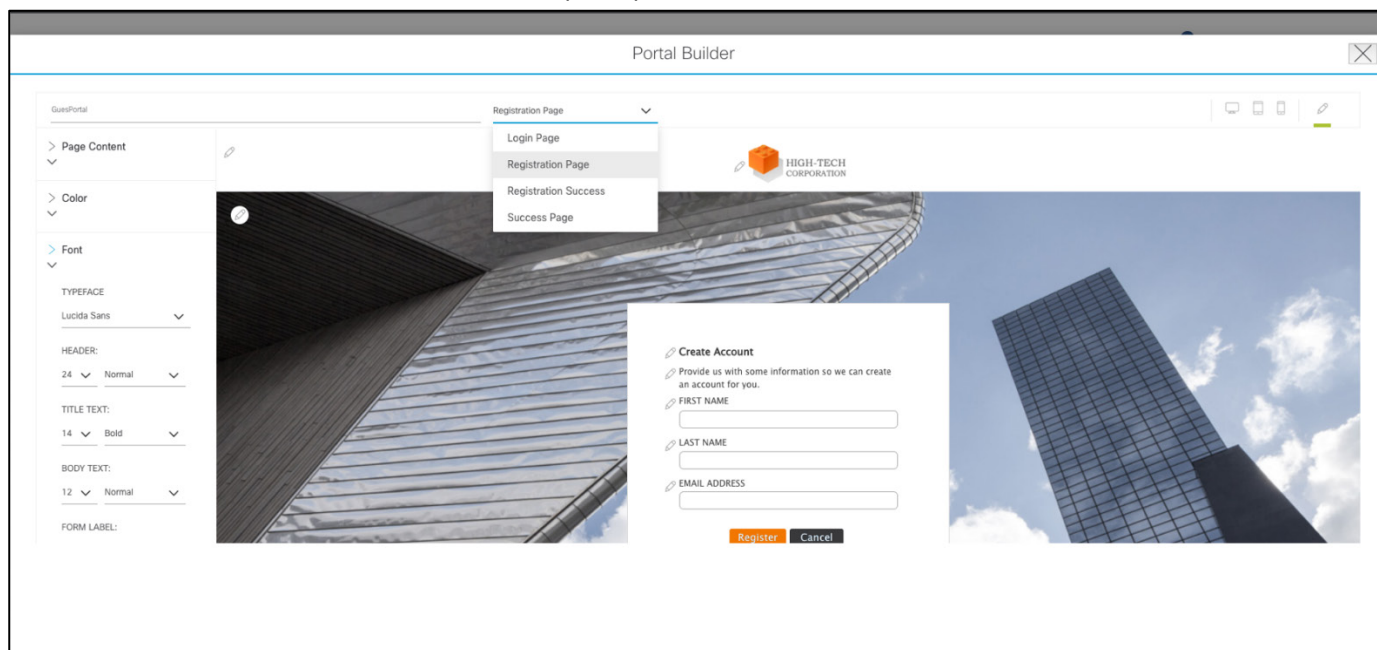 Portal Builder
GuesPortal
Registration Page
Login Page
Registration Page
Registration Success
Success Page
HIGH-TECH
CORPORATION
Page Content
Color
Font
TYPEFACE
Lucida Sans
HEADER:
24 Normal
TITLE TEXT:
14 Bold
BODY TEXT:
12 Normal
FORM LABEL:
Create Account
Provide us with some information so we can create
an account for you.
FIRST NAME
LAST NAME
EMAIL ADDRESS
Register Cancel